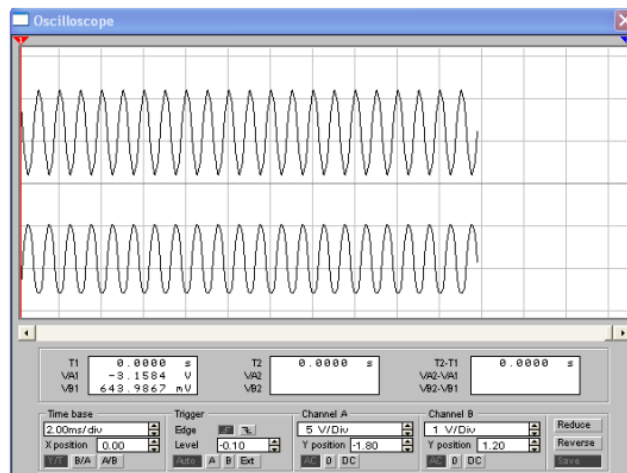 Oscilloscope
1
T1 0.0000 s T2 0.0000 s T2-T1 0.0000 s
VA1 -3.1584 V VA2 VA2-VA1
VB1 643.9867 mV VB2 VB2-VB1
Time base Trigger Channel A Channel B
2.00ms/div Edge 5 V/Div 1 V/Div Reduce
X position 0.00 Level -0.10 Y position -1.80 Y position 1.20 Reverse
Y/T B/A A/B Auto A B Ext AC 0 DC AC 0 DC Save